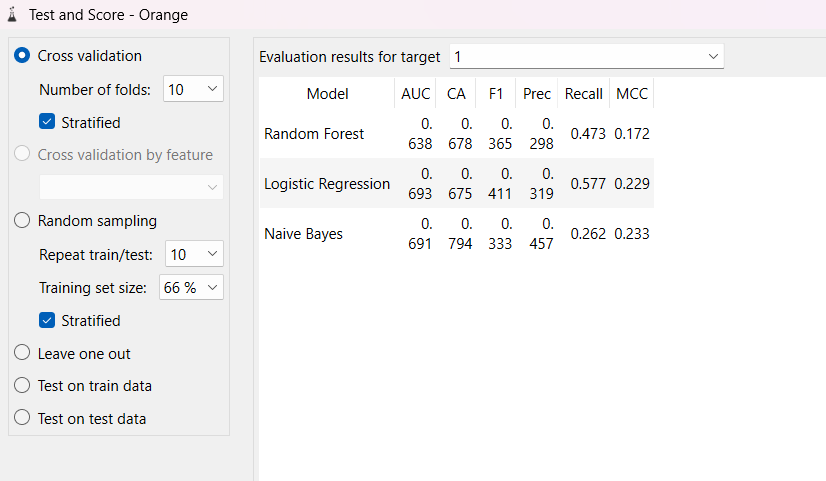 Test and Score - Orange
Cross validation
Number of folds: 10
Stratified
Cross validation by feature
Random sampling
Repeat train/test: 10
Training set size: 66 %
Stratified
Leave one out
Test on train data
Test on test data
Evaluation results for target 1
Model AUC CA F1 Prec Recall MCC
Random Forest 0.638 0.678 0.365 0.298 0.473 0.172
Logistic Regression 0.693 0.675 0.411 0.319 0.577 0.229
Naive Bayes 0.691 0.794 0.333 0.457 0.262 0.233